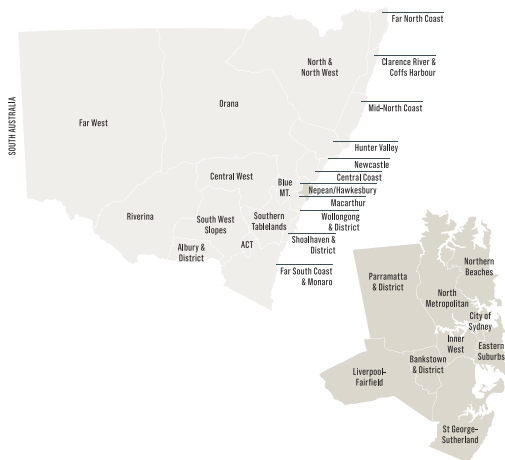 Far North Coast
North &
North West
Clarence River &
Coffs Harbour
SOUTH AUSTRALIA
Orana
Mid-North Coast
Far West
Hunter Valley
Newcastle
Central West
Central Coast
Blue
MT.
Nepean/Hawkesbury
Macarthur
Riverina
South West
Slopes
Southern
Tablelands
Wollongong
& District
Albury &
District
ACT
Shoalhaven &
District
Far South Coast
& Monaro
Northern
Beaches
Parramatta
& District
North
Metropolitan
City of
Sydney
Inner
West
Eastern
Suburbs
Bankstown
& District
Liverpool-
Fairfield
St George-
Sutherland